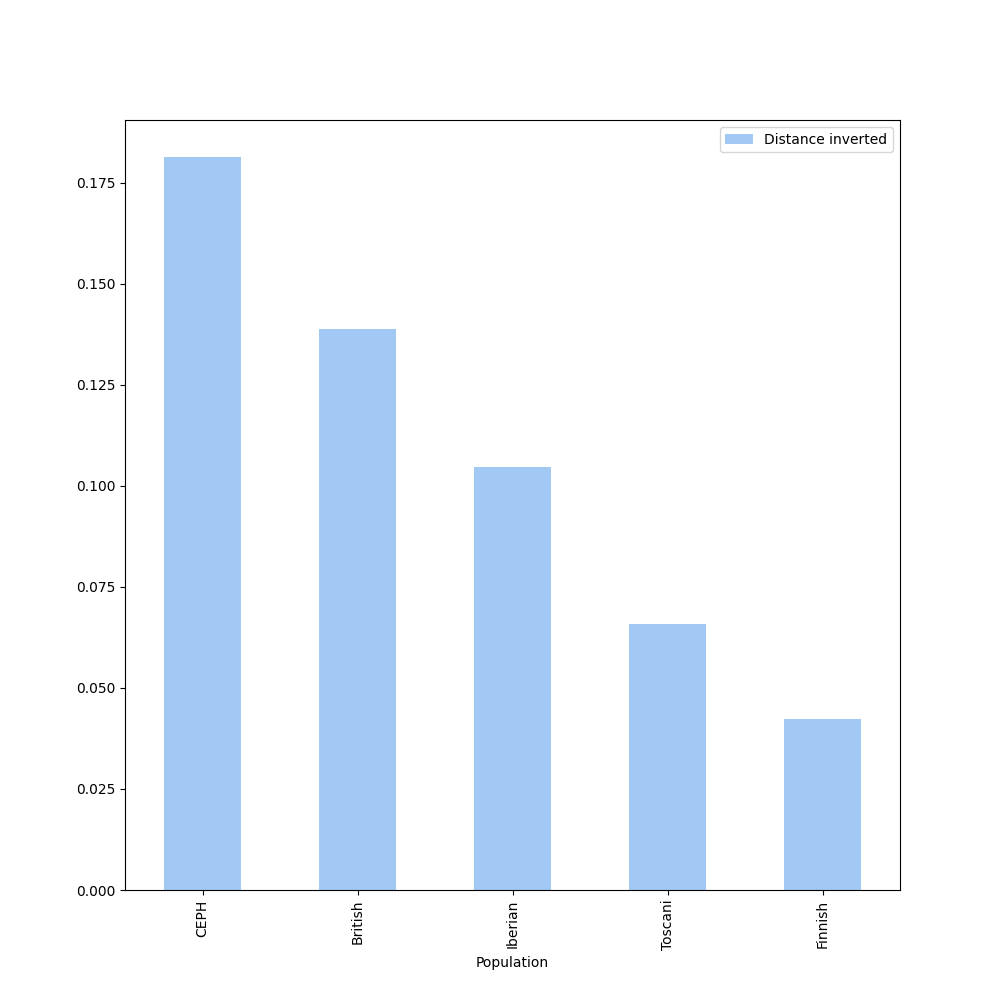 Distance inverted
0.175
0.150
0.125
0.100
0.075
0.050
0.025
0.000
CEPH
British
Iberian
Toscani
Finnish
Population